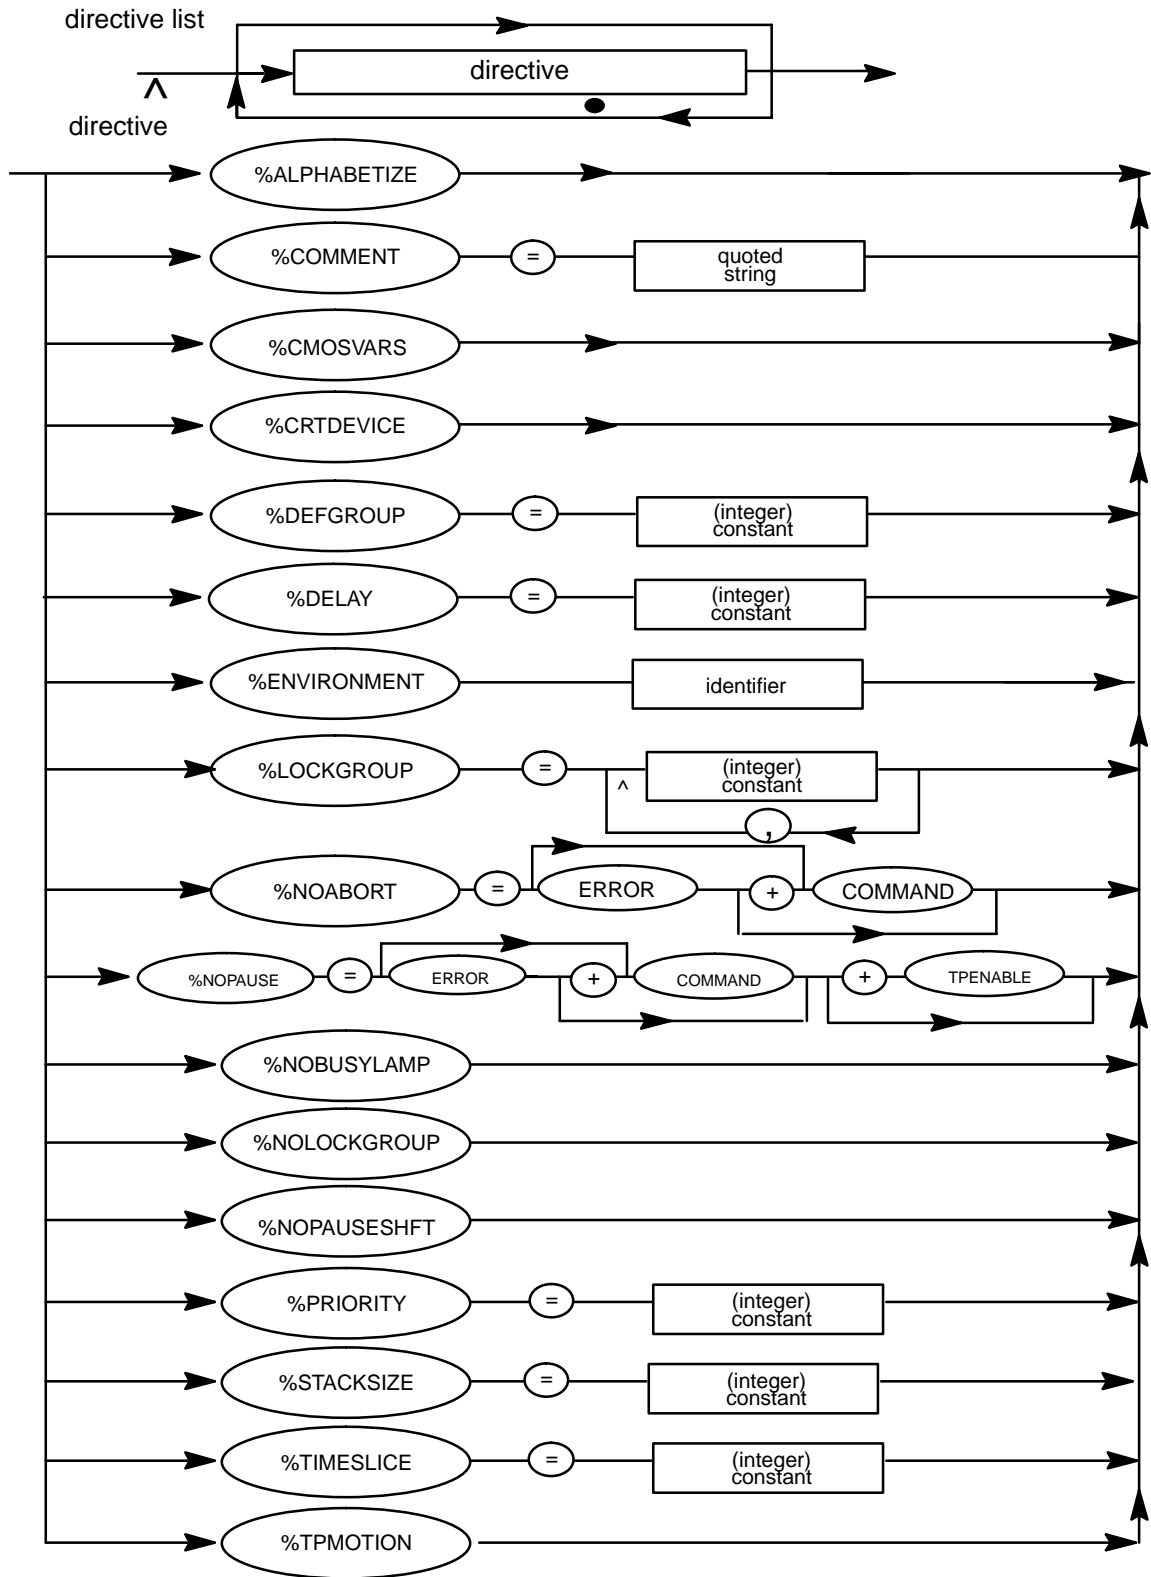 directive list
directive
^
directive
%ALPHABETIZE
%COMMENT = quoted
string
%CMOSVARS
%CRTDEVICE
%DEFGROUP = (integer)
constant
%DELAY = (integer)
constant
%ENVIRONMENT identifier
%LOCKGROUP = ^ (integer)
constant
,
%NOABORT = ERROR + COMMAND
%NOPAUSE = ERROR + COMMAND + TPENABLE
%NOBUSYLAMP
%NOLOCKGROUP
%NOPAUSESHFT
%PRIORITY = (integer)
constant
%STACKSIZE = (integer)
constant
%TIMESLICE = (integer)
constant
%TPMOTION